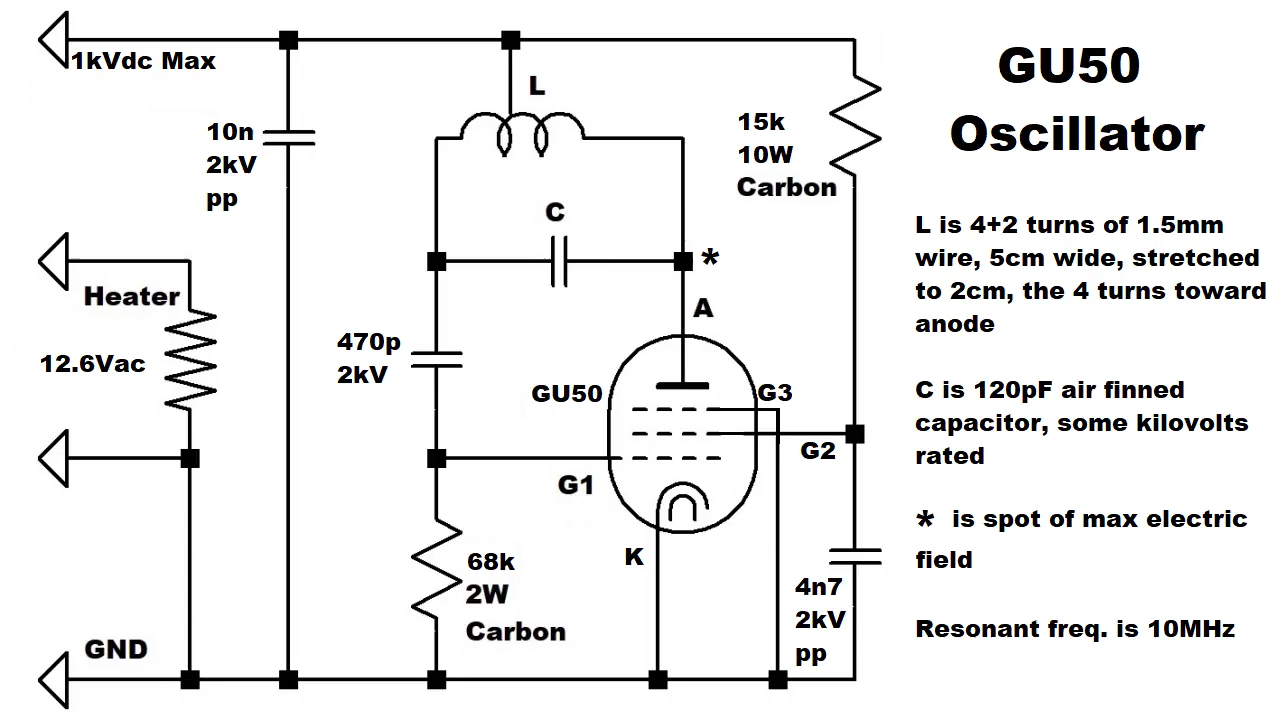 GU50
Oscillator
1kVdc Max
10n
2kV
pp
L
15k
10W
Carbon
C
*
A
Heater
12.6Vac
470p
2kV
GU50
G3
G2
G1
K
68k
2W
Carbon
4n7
2kV
pp
GND
L is 4+2 turns of 1.5mm
wire, 5cm wide, stretched
to 2cm, the 4 turns toward
anode
C is 120pF air finned
capacitor, some kilovolts
rated
* is spot of max electric
field
Resonant freq. is 10MHz